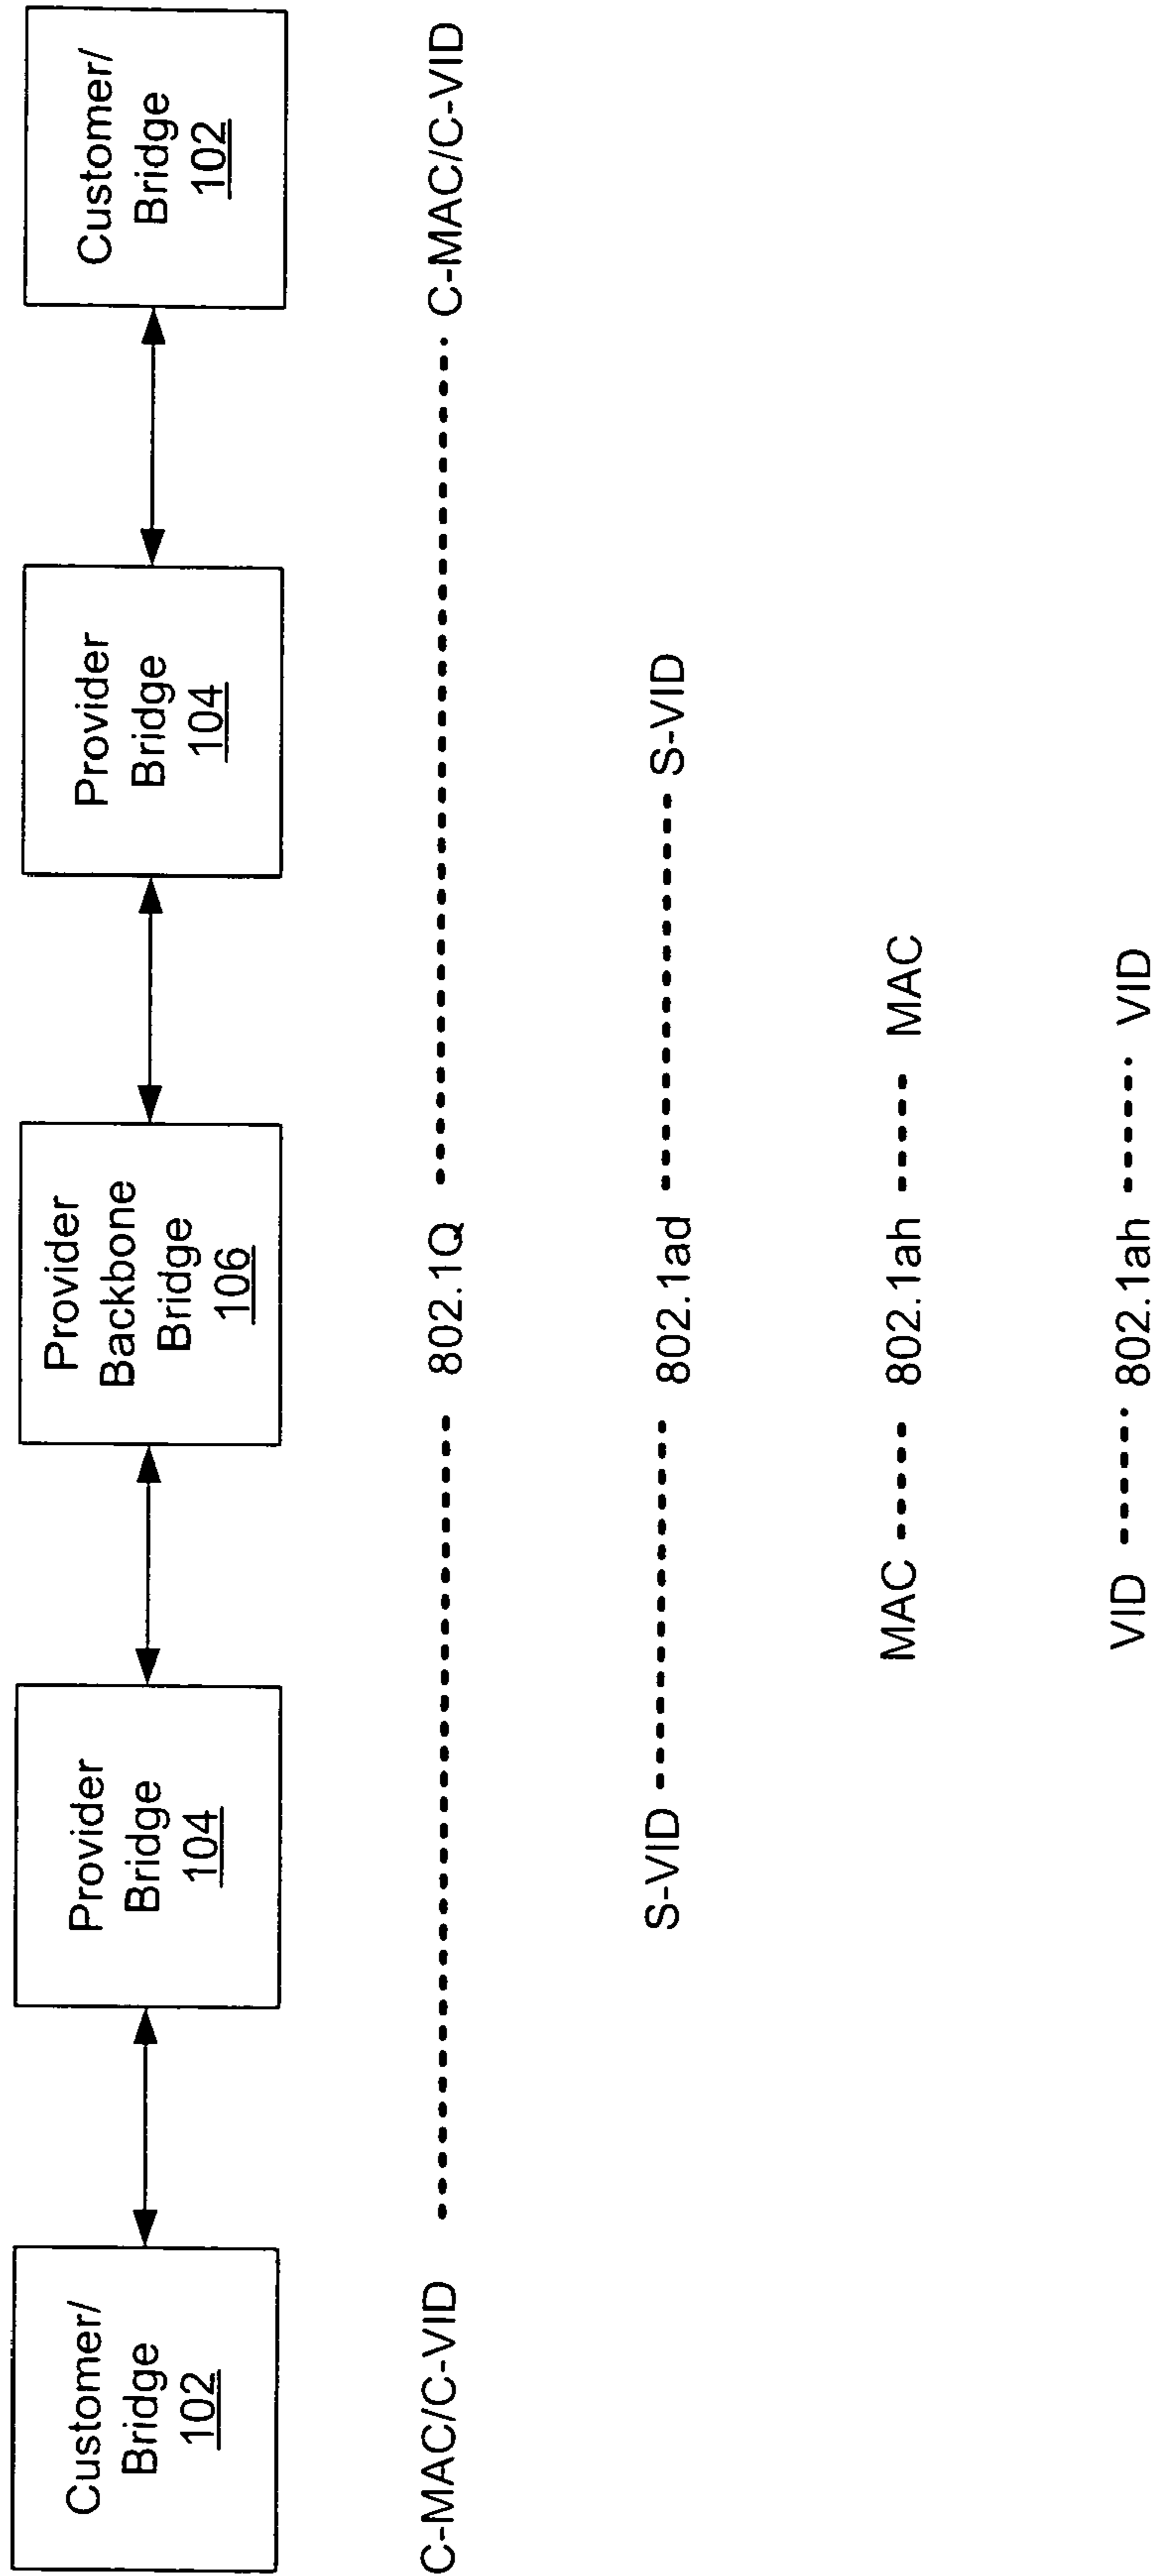 Customer/
Bridge
102
Provider
Bridge
104
Provider
Backbone
Bridge
106
Provider
Bridge
104
Customer/
Bridge
102
C-MAC/C-VID ------- 802.1Q ------- C-MAC/C-VID
S-VID ------- 802.1ad ------- S-VID
MAC ----- 802.1ah ----- MAC
VID ------ 802.1ah ------ VID